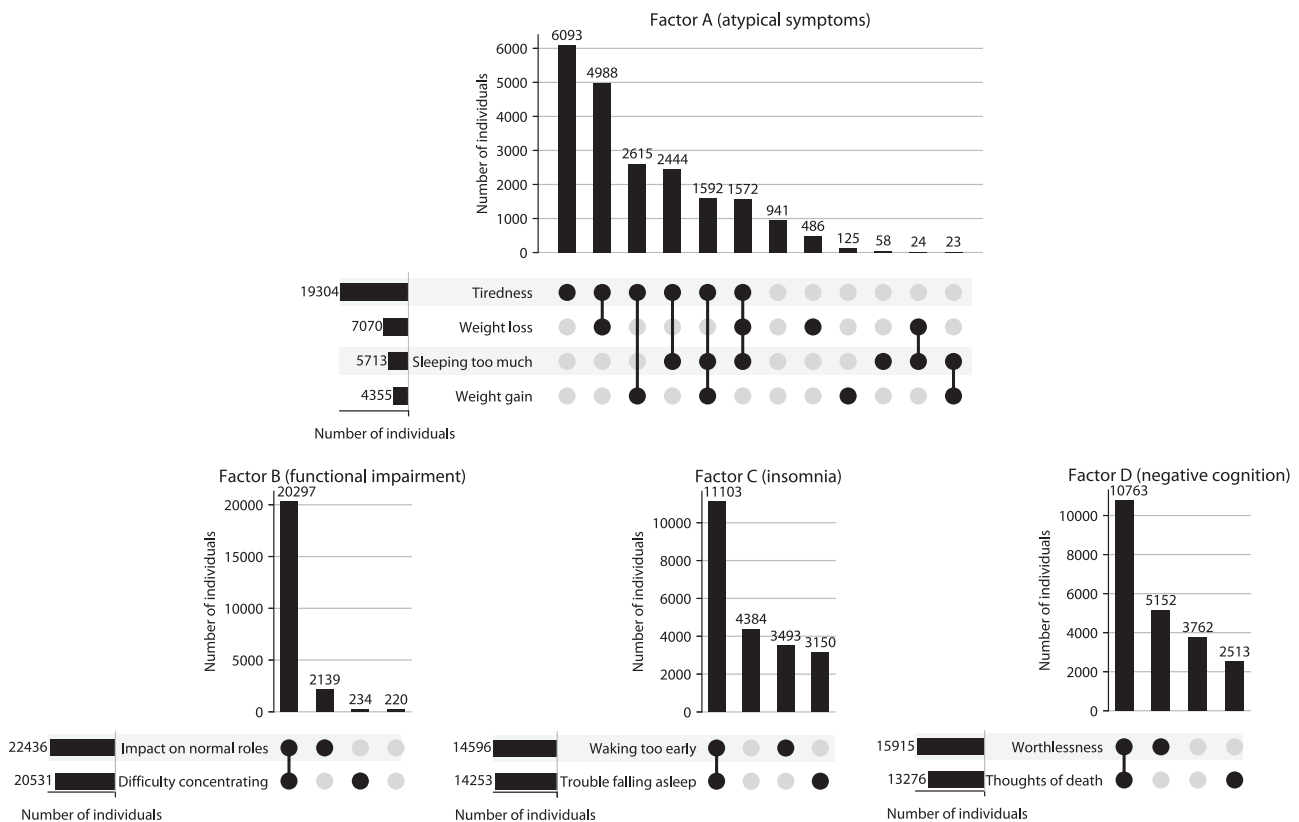 Factor A (atypical symptoms)
6093
6000
4988
5000
4000
Number of individuals
3000
2615
2444
2000
1592
1572
1000
941
486
125
58
24
23
0
19304
Tiredness
7070
Weight loss
5713
Sleeping too much
4355
Weight gain
Number of individuals
Factor B (functional impairment)
20297
20000
15000
Number of individuals
10000
5000
2139
234
220
0
22436
Impact on normal roles
20531
Difficulty concentrating
Number of individuals
Factor C (insomnia)
11103
10000
8000
Number of individuals
6000
4384
4000
3493
3150
2000
0
14596
Waking too early
14253
Trouble falling asleep
Number of individuals
Factor D (negative cognition)
10763
10000
8000
Number of individuals
6000
5152
4000
3762
2513
2000
0
15915
Worthlessness
13276
Thoughts of death
Number of individuals